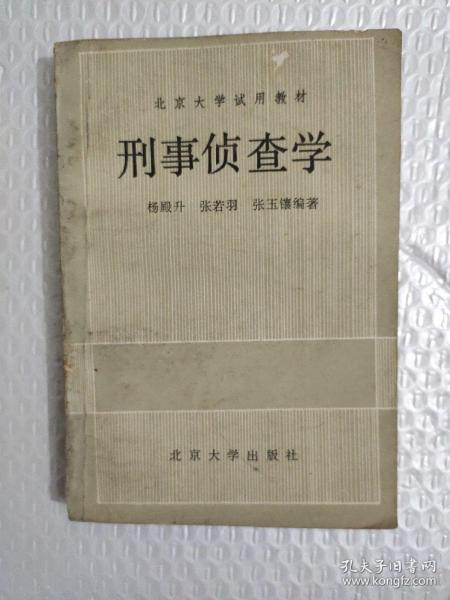 北京大学试用教材
刑事侦查学
杨殿升 张若羽 张玉镶编著
北京大学出版社
孔夫子旧书网
www.kongfz.com